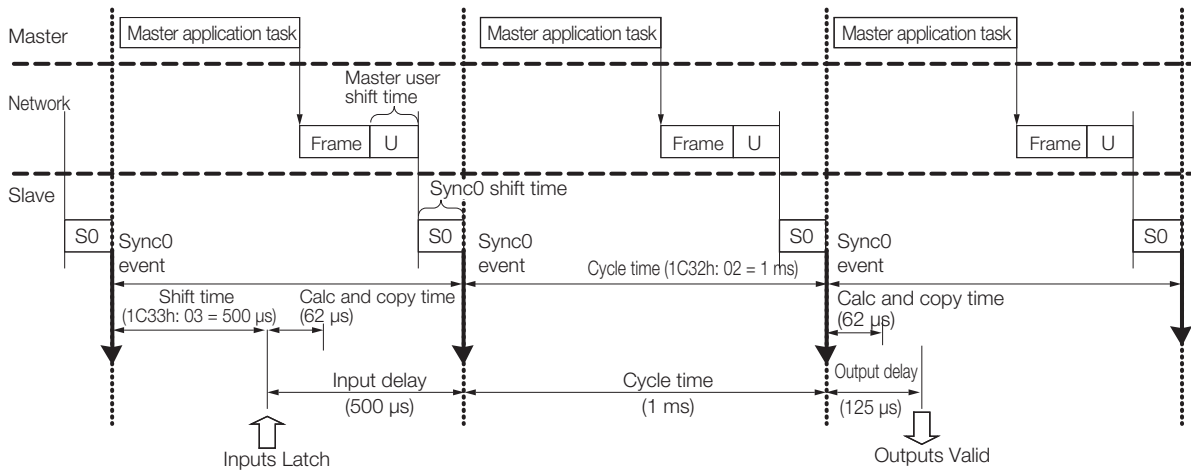 Master
Master application task
Master application task
Master application task
Network
Master user
shift time
Frame
U
Frame
U
Frame
U
Slave
Sync0 shift time
S0
S0
S0
S0
Sync0
event
Sync0
event
Sync0
event
Cycle time (1C32h: 02 = 1 ms)
Shift time
(1C33h: 03 = 500 µs)
Calc and copy time
(62 µs)
Calc and copy time
(62 µs)
Input delay
(500 µs)
Cycle time
(1 ms)
Output delay
(125 µs)
Inputs Latch
Outputs Valid